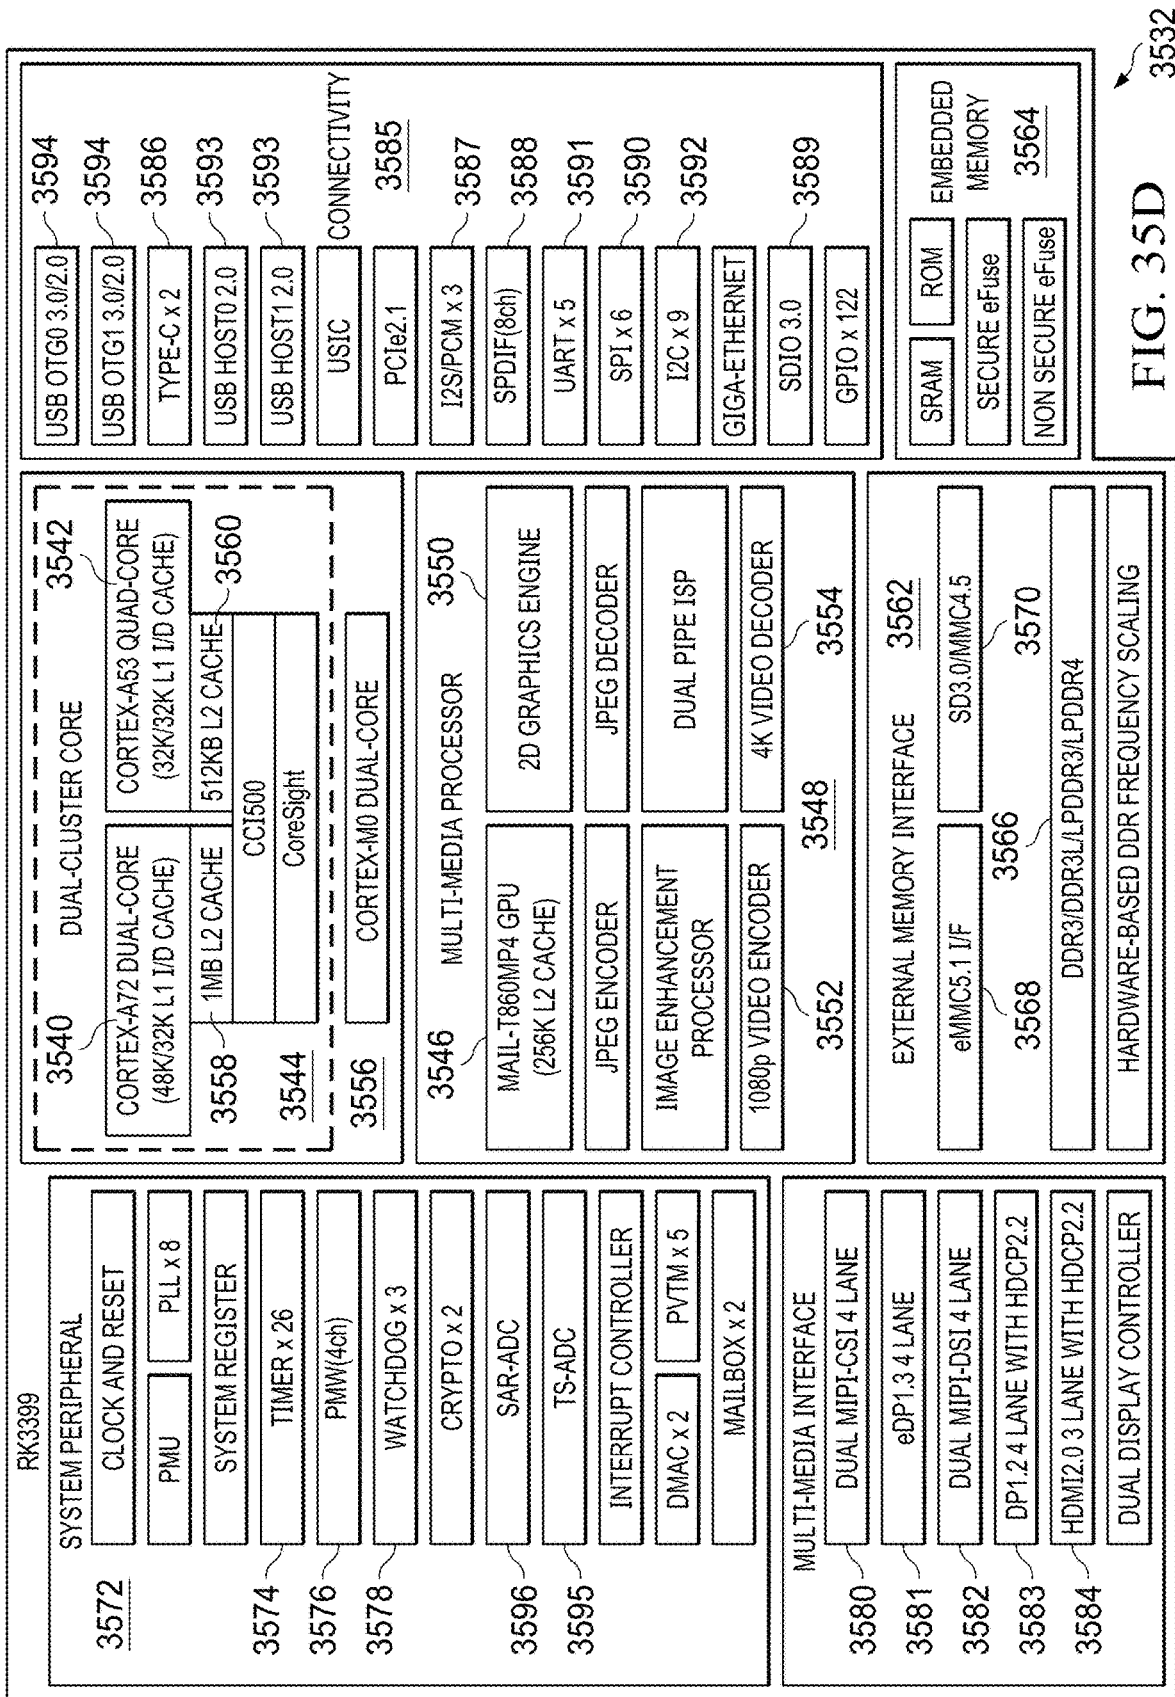 RK3399
SYSTEM PERIPHERAL
3572
CLOCK AND RESET
PMU
PLL x 8
SYSTEM REGISTER
3574
TIMER x 26
3576
PMW(4ch)
3578
WATCHDOG x 3
CRYPTO x 2
3596
SAR-ADC
3595
TS-ADC
INTERRUPT CONTROLLER
DMAC x 2
PVTM x 5
MAILBOX x 2
MULTI-MEDIA INTERFACE
3580
DUAL MIPI-CSI 4 LANE
3581
eDP1.3 4 LANE
3582
DUAL MIPI-DSI 4 LANE
3583
DP1.2 4 LANE WITH HDCP2.2
3584
HDMI2.0 3 LANE WITH HDCP2.2
DUAL DISPLAY CONTROLLER
3540
DUAL-CLUSTER CORE
3542
CORTEX-A72 DUAL-CORE
(48K/32K L1 I/D CACHE)
CORTEX-A53 QUAD-CORE
(32K/32K L1 I/D CACHE)
3558
1MB L2 CACHE
512KB L2 CACHE
3560
CCI500
3544
CoreSight
3556
CORTEX-M0 DUAL-CORE
3546
MULTI-MEDIA PROCESSOR
3550
MAIL-T860MP4 GPU
(256K L2 CACHE)
2D GRAPHICS ENGINE
JPEG ENCODER
JPEG DECODER
IMAGE ENHANCEMENT
PROCESSOR
DUAL PIPE ISP
1080p VIDEO ENCODER
4K VIDEO DECODER
3552
3548
3554
EXTERNAL MEMORY INTERFACE
3562
eMMC5.1 I/F
SD3.0/MMC4.5
3568
3566
3570
DDR3/DDR3L/LPDDR3/LPDDR4
HARDWARE-BASED DDR FREQUENCY SCALING
USB OTG0 3.0/2.0
3594
USB OTG1 3.0/2.0
3594
TYPE-C x 2
3586
USB HOST0 2.0
3593
USB HOST1 2.0
3593
USIC
CONNECTIVITY
PCIe2.1
3585
I2S/PCM x 3
3587
SPDIF(8ch)
3588
UART x 5
3591
SPI x 6
3590
I2C x 9
3592
GIGA-ETHERNET
SDIO 3.0
3589
GPIO x 122
SRAM
ROM
EMBEDDED
MEMORY
SECURE eFuse
3564
NON SECURE eFuse
FIG. 35D
3532